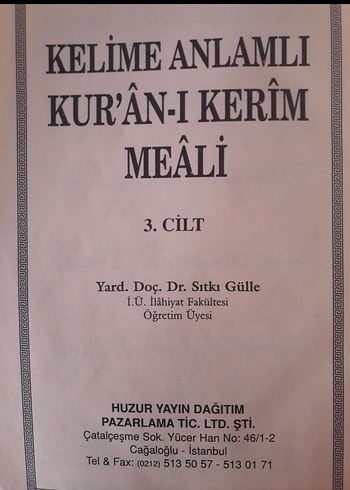 KELİME ANLAMLI
KUR'ÂN-I KERÎM
MEÂLİ
3. CİLT
Yard. Doç. Dr. Sıtkı Gülle
İ.Ü. İlâhiyat Fakültesi
Öğretim Üyesi
HUZUR YAYIN DAĞITIM
PAZARLAMA TİC. LTD. ŞTİ.
Çatalçeşme Sok. Yücer Han No: 46/1-2
Cağaloğlu - İstanbul
Tel & Fax: (0212) 513 50 57 - 513 01 71